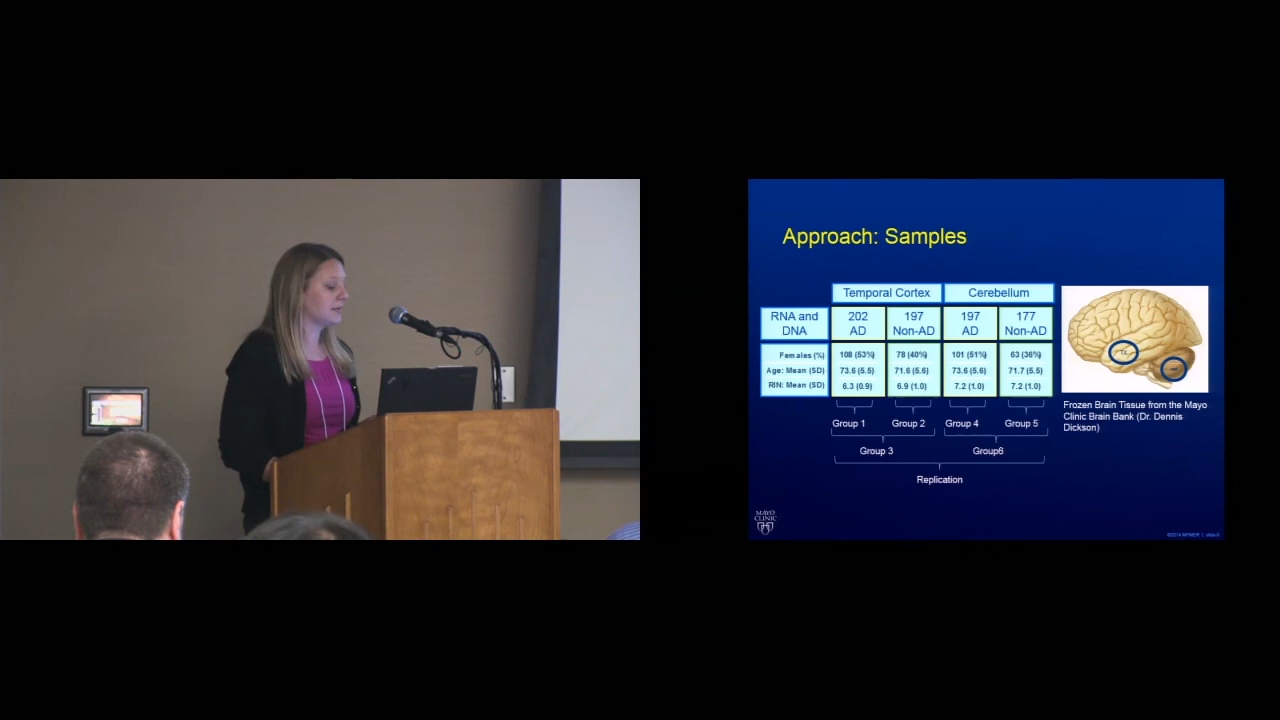 Approach: Samples
Temporal Cortex Cerebellum
RNA and DNA 202 AD 197 Non-AD 197 AD 177 Non-AD
Females (%) 108 (53%) 78 (40%) 101 (51%) 63 (36%)
Age: Mean (SD) 73.6 (5.5) 71.6 (5.6) 73.6 (5.6) 71.7 (5.5)
RIN: Mean (SD) 6.3 (0.9) 6.9 (1.0) 7.2 (1.0) 7.2 (1.0)
Group 1 Group 2 Group 4 Group 5
Group 3 Group6
Replication
Frozen Brain Tissue from the Mayo
Clinic Brain Bank (Dr. Dennis
Dickson)
MAYO
CLINIC